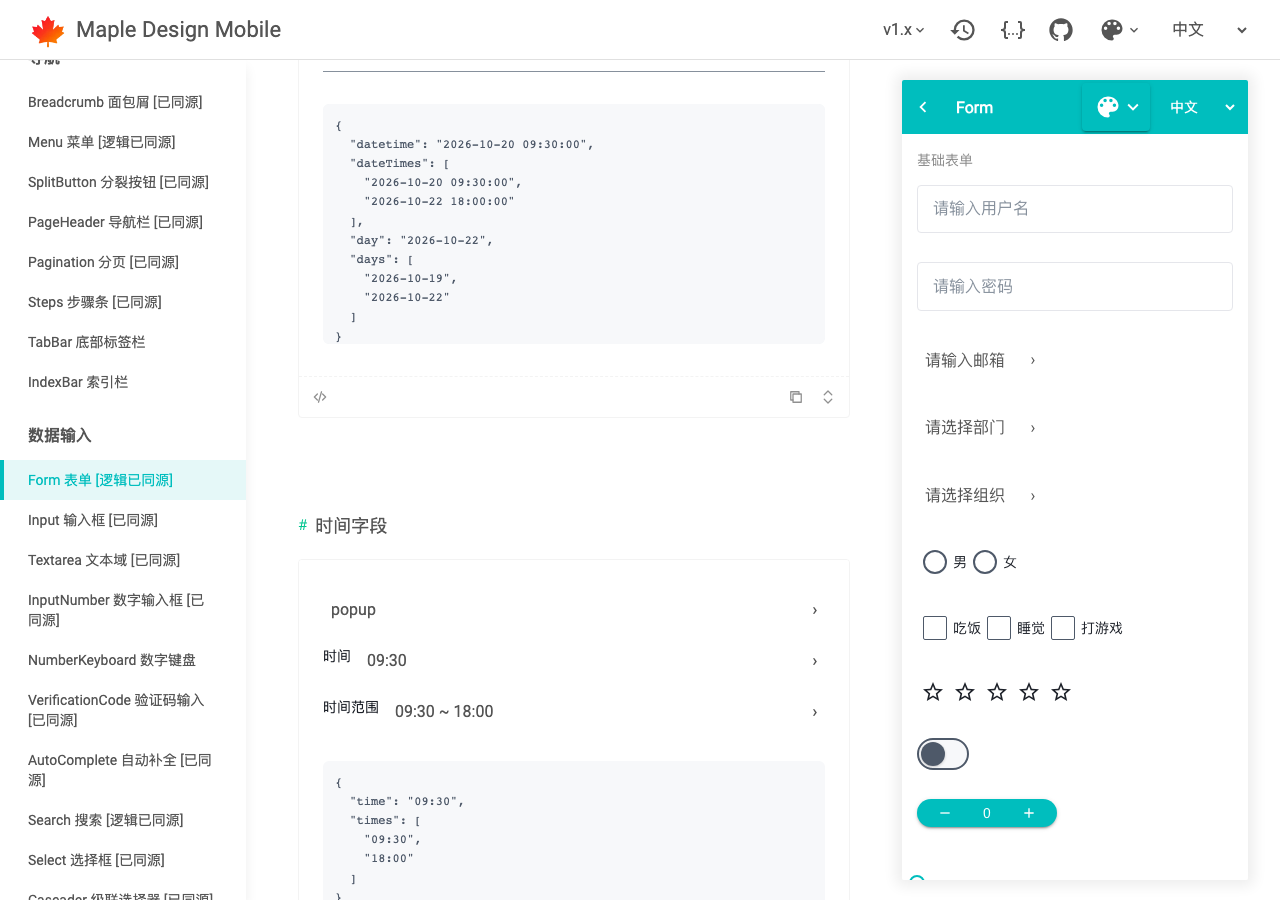 Maple Design Mobile
v1.x
中文
导航
Breadcrumb 面包屑 [已同源]
Menu 菜单 [逻辑已同源]
SplitButton 分裂按钮 [已同源]
PageHeader 导航栏 [已同源]
Pagination 分页 [已同源]
Steps 步骤条 [已同源]
TabBar 底部标签栏
IndexBar 索引栏
数据输入
Form 表单 [逻辑已同源]
Input 输入框 [已同源]
Textarea 文本域 [已同源]
InputNumber 数字输入框 [已
同源]
NumberKeyboard 数字键盘
VerificationCode 验证码输入
[已同源]
AutoComplete 自动补全 [已同
源]
Search 搜索 [逻辑已同源]
Select 选择框 [已同源]
Cascader 级联选择器 [已同源]
{
"datetime": "2026-10-20 09:30:00",
"dateTimes": [
"2026-10-20 09:30:00",
"2026-10-22 18:00:00"
],
"day": "2026-10-22",
"days": [
"2026-10-19",
"2026-10-22"
]
}
# 时间字段
popup
时间 09:30
时间范围 09:30 ~ 18:00
{
"time": "09:30",
"times": [
"09:30",
"18:00"
]
}
Form
中文
基础表单
请输入用户名
请输入密码
请输入邮箱
请选择部门
请选择组织
男 女
吃饭 睡觉 打游戏
0